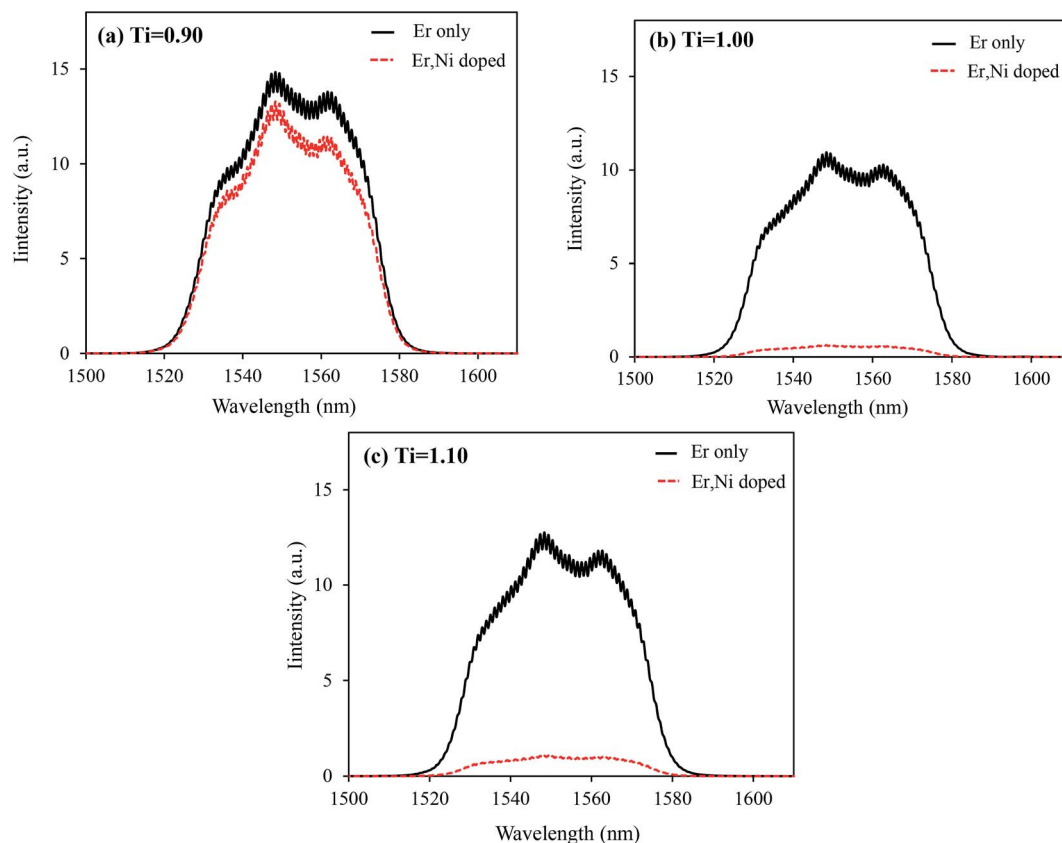 (a) Ti=0.90
Er only
Er,Ni doped
Iintensity (a.u.)
15
10
5
0
1500 1520 1540 1560 1580 1600
Wavelength (nm)
(b) Ti=1.00
Er only
Er,Ni doped
Iintensity (a.u.)
15
10
5
0
1500 1520 1540 1560 1580 1600
Wavelength (nm)
(c) Ti=1.10
Er only
Er,Ni doped
Iintensity (a.u.)
15
10
5
0
1500 1520 1540 1560 1580 1600
Wavelength (nm)